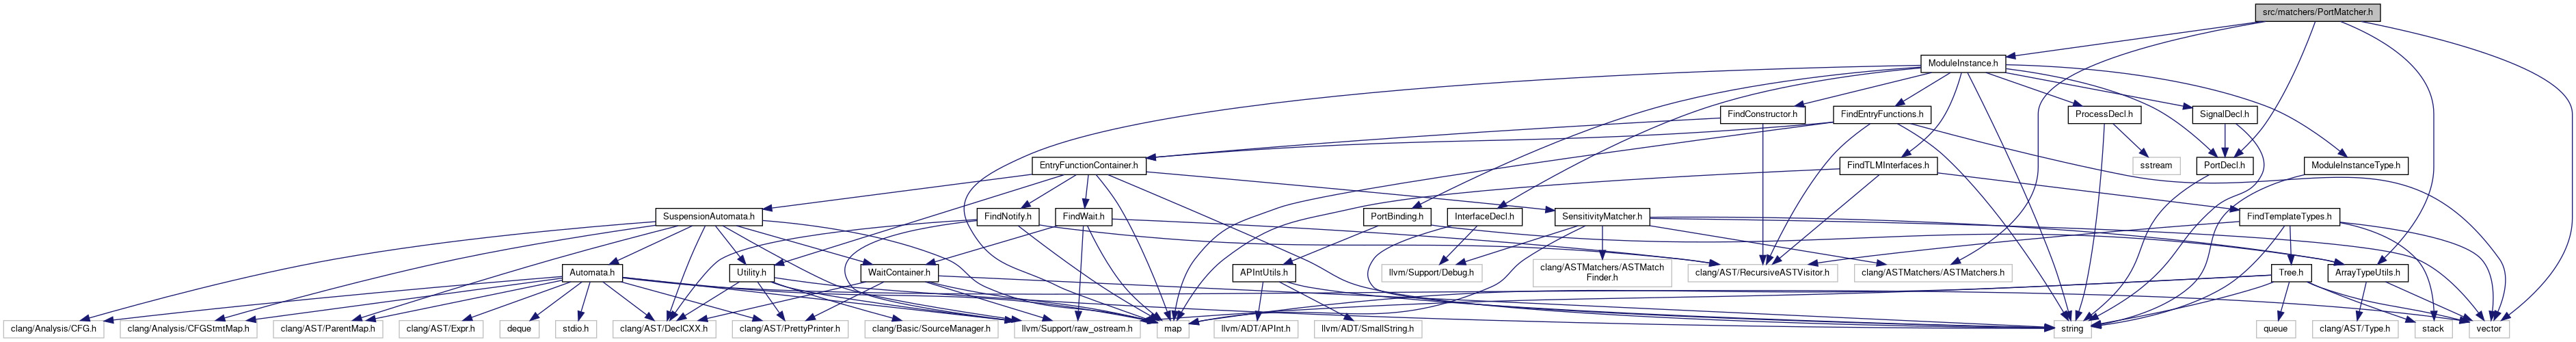 src/matchers/PortMatcher.h
ModuleInstance.h
FindConstructor.h
FindEntryFunctions.h
ProcessDecl.h
SignalDecl.h
EntryFunctionContainer.h
FindTLMInterfaces.h
sstream
PortDecl.h
ModuleInstanceType.h
SuspensionAutomata.h
FindNotify.h
FindWait.h
SensitivityMatcher.h
PortBinding.h
InterfaceDecl.h
FindTemplateTypes.h
Automata.h
Utility.h
WaitContainer.h
APIntUtils.h
llvm/Support/Debug.h
clang/ASTMatchers/ASTMatch
Finder.h
clang/AST/RecursiveASTVisitor.h
clang/ASTMatchers/ASTMatchers.h
Tree.h
ArrayTypeUtils.h
clang/Analysis/CFG.h
clang/Analysis/CFGStmtMap.h
clang/AST/ParentMap.h
clang/AST/Expr.h
deque
stdio.h
clang/AST/DeclCXX.h
clang/AST/PrettyPrinter.h
clang/Basic/SourceManager.h
llvm/Support/raw_ostream.h
map
llvm/ADT/APInt.h
llvm/ADT/SmallString.h
string
queue
clang/AST/Type.h
stack
vector